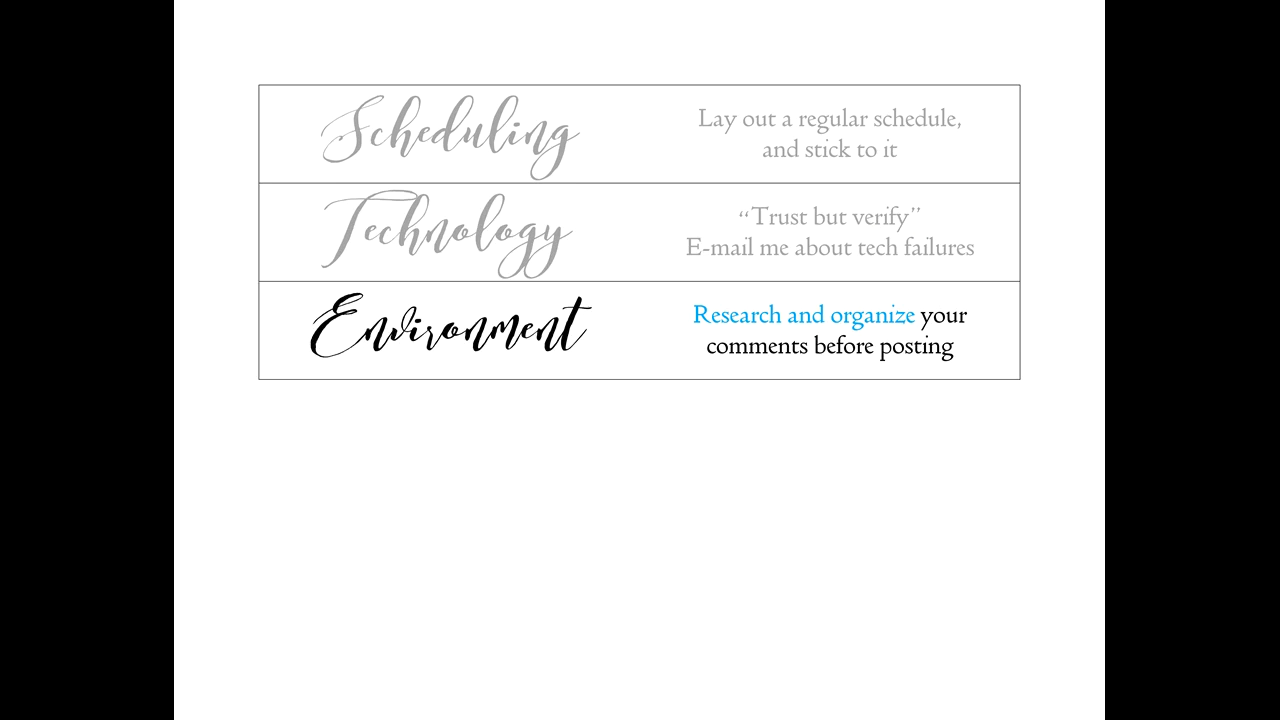 Scheduling
Lay out a regular schedule,
and stick to it
Technology
“Trust but verify”
E-mail me about tech failures
Environment
Research and organize your
comments before posting